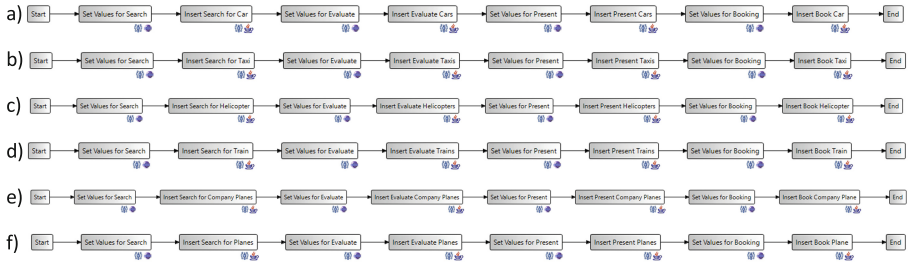 a) Start Set Values for Search Insert Search for Car Set Values for Evaluate Insert Evaluate Cars Set Values for Present Insert Present Cars Set Values for Booking Insert Book Car End
b) Start Set Values for Search Insert Search for Taxi Set Values for Evaluate Insert Evaluate Taxis Set Values for Present Insert Present Taxis Set Values for Booking Insert Book Taxi End
c) Start Set Values for Search Insert Search for Helicopter Set Values for Evaluate Insert Evaluate Helicopters Set Values for Present Insert Present Helicopters Set Values for Booking Insert Book Helicopter End
d) Start Set Values for Search Insert Search for Train Set Values for Evaluate Insert Evaluate Trains Set Values for Present Insert Present Trains Set Values for Booking Insert Book Train End
e) Start Set Values for Search Insert Search for Company Planes Set Values for Evaluate Insert Evaluate Company Planes Set Values for Present Insert Present Company Planes Set Values for Booking Insert Book Company Plane End
f) Start Set Values for Search Insert Search for Planes Set Values for Evaluate Insert Evaluate Planes Set Values for Present Insert Present Planes Set Values for Booking Insert Book Plane End